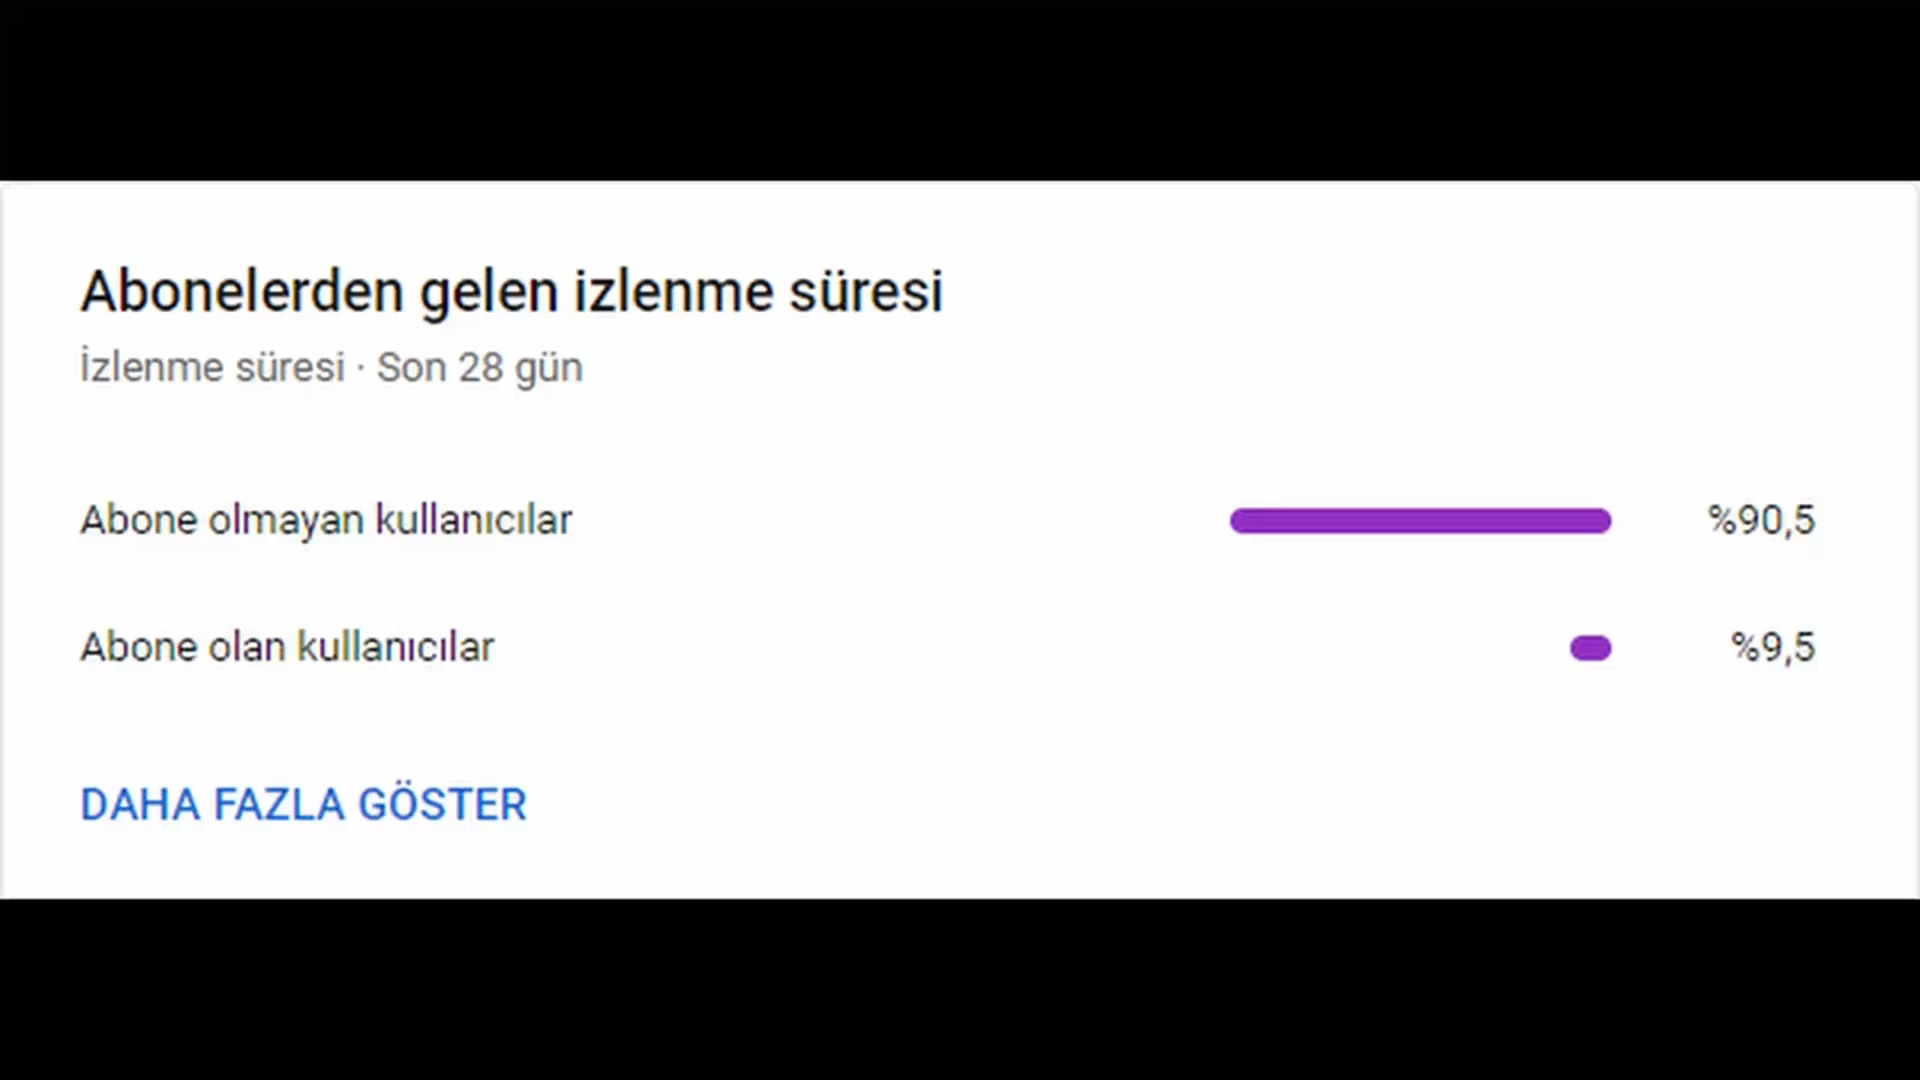 Abonelerden gelen izlenme süresi
İzlenme süresi · Son 28 gün
Abone olmayan kullanıcılar %90,5
Abone olan kullanıcılar %9,5
DAHA FAZLA GÖSTER